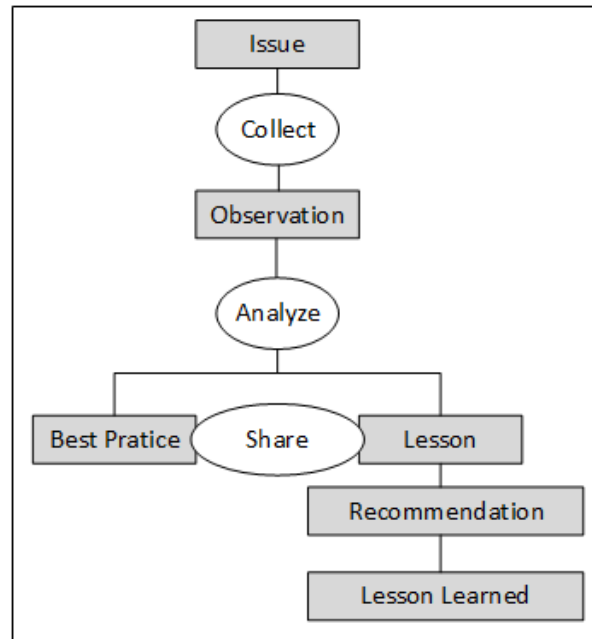 Issue
Collect
Observation
Analyze
Best Pratice
Share
Lesson
Recommendation
Lesson Learned